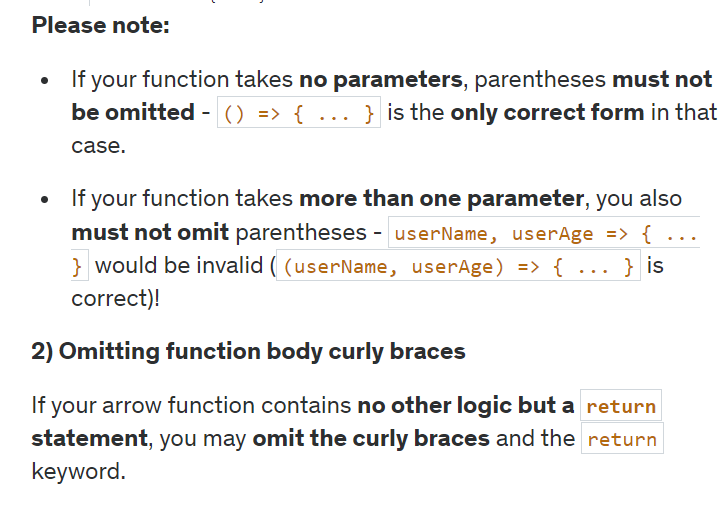 Please note:
• If your function takes no parameters, parentheses must not
be omitted - () => { ... } is the only correct form in that
case.
• If your function takes more than one parameter, you also
must not omit parentheses - userName, userAge => { ...
} would be invalid ( (userName, userAge) => { ... } is
correct)!
2) Omitting function body curly braces
If your arrow function contains no other logic but a return
statement, you may omit the curly braces and the return
keyword.